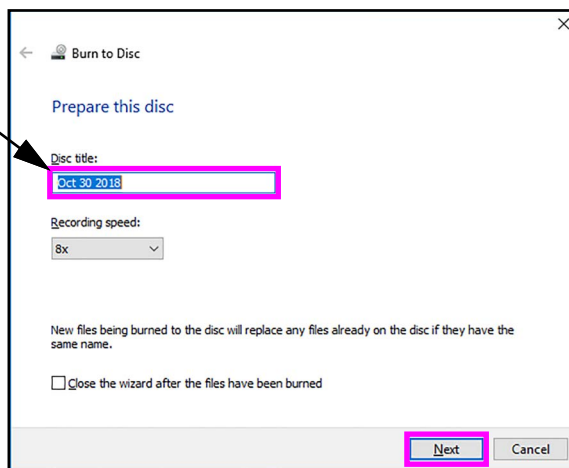 Burn to Disc
Prepare this disc
Disc title:
Oct 30 2018
Recording speed:
8x
New files being burned to the disc will replace any files already on the disc if they have the
same name.
Close the wizard after the files have been burned
Next Cancel